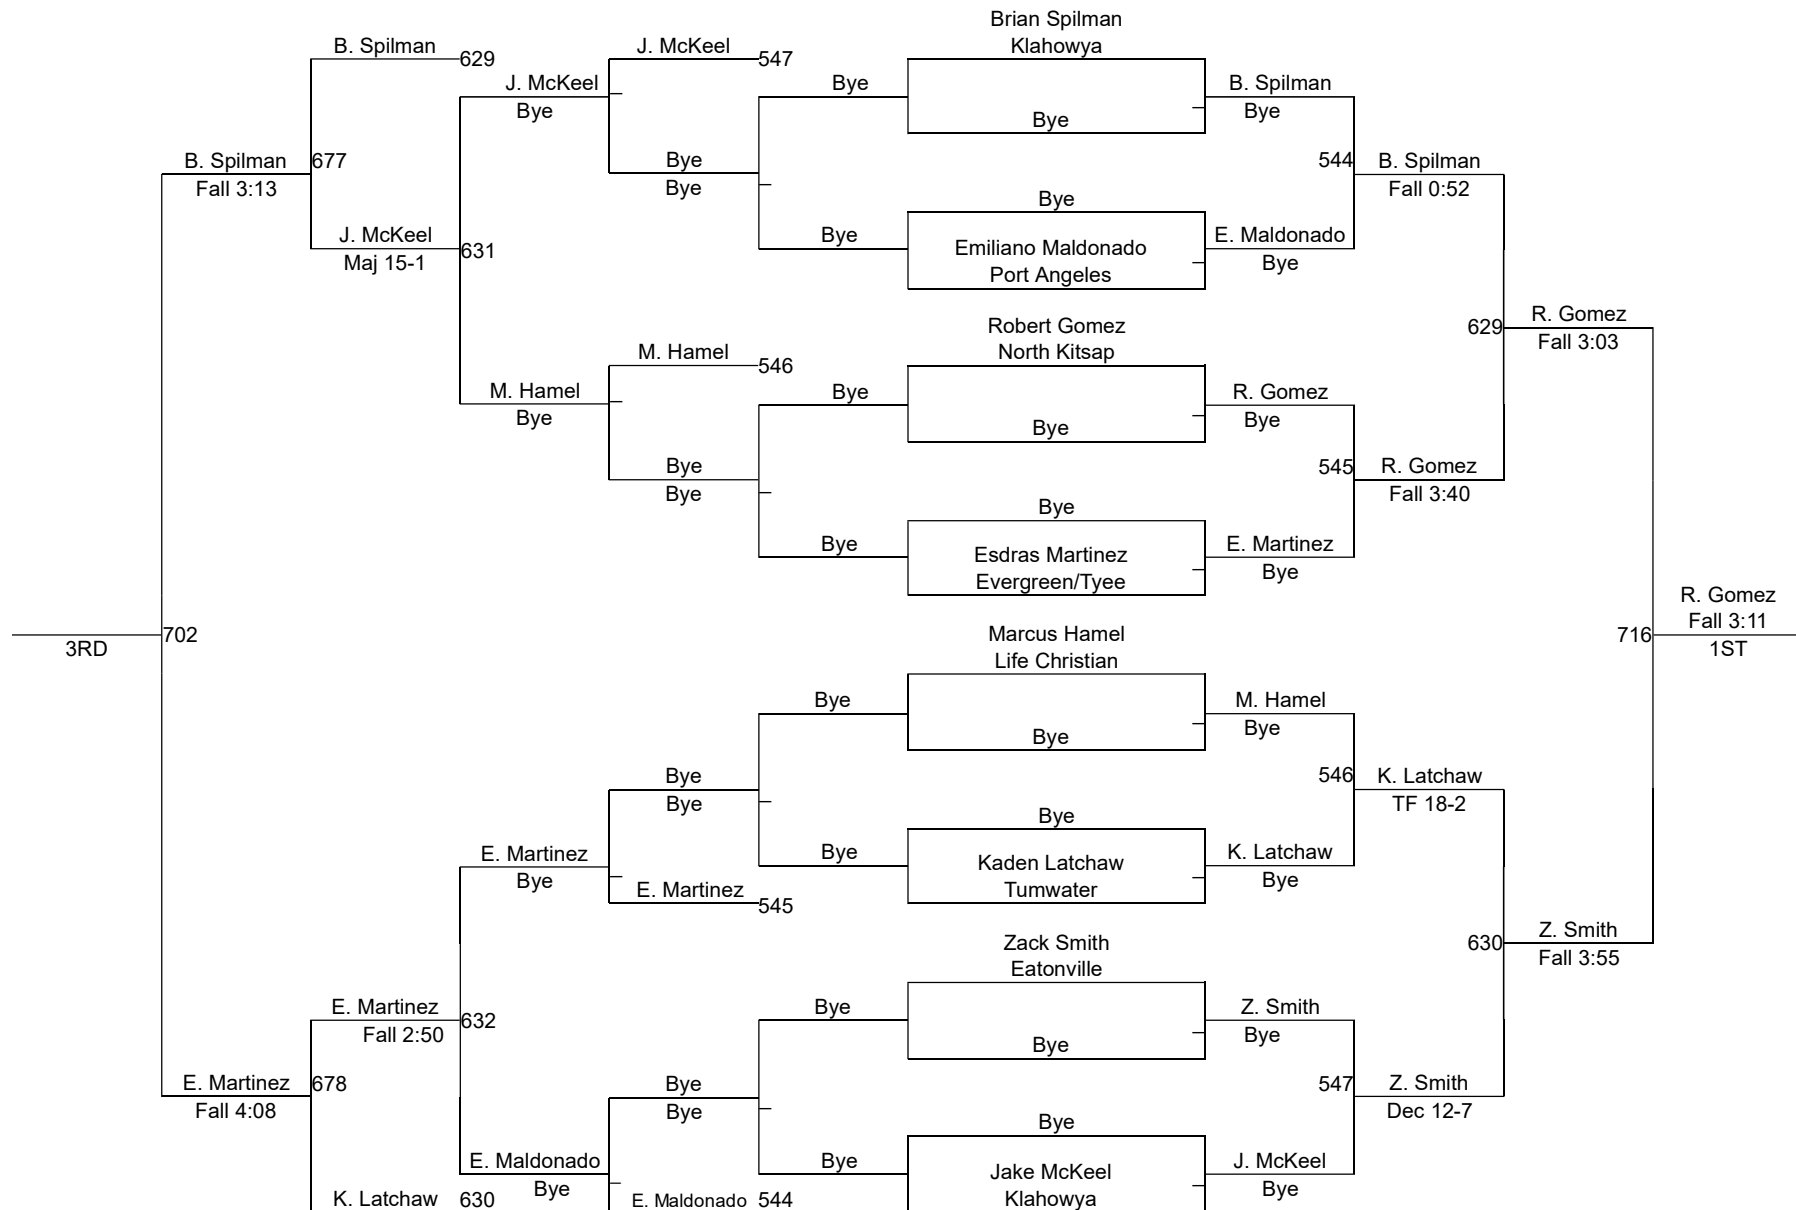 Brian Spilman
B. Spilman
J. McKeel
Klahowya
629
547
J. McKeel
Bye
B. Spilman
Bye
Bye
Bye
B. Spilman
677
Bye
544
B. Spilman
Fall 3:13
Bye
Fall 0:52
Bye
J. McKeel
Bye
Emiliano Maldonado
E. Maldonado
Maj 15-1
631
Port Angeles
Bye
Robert Gomez
R. Gomez
629
Fall 3:03
M. Hamel
North Kitsap
546
M. Hamel
Bye
R. Gomez
Bye
Bye
Bye
Bye
545
R. Gomez
Bye
Fall 3:40
Bye
Bye
Esdras Martinez
E. Martinez
Evergreen/Tyee
Bye
R. Gomez
Fall 3:11
3RD
702
Marcus Hamel
716
1ST
Life Christian
Bye
M. Hamel
Bye
Bye
Bye
546
K. Latchaw
Bye
TF 18-2
Bye
E. Martinez
Bye
Kaden Latchaw
K. Latchaw
Bye
E. Martinez
Tumwater
Bye
545
Zack Smith
630
Z. Smith
Eatonville
Fall 3:55
E. Martinez
Bye
Z. Smith
Fall 2:50
632
Bye
Bye
E. Martinez
678
Bye
547
Z. Smith
Fall 4:08
Bye
Dec 12-7
Bye
E. Maldonado
Bye
Jake McKeel
J. McKeel
Bye
Bye
K. Latchaw
630
E. Maldonado
544
Klahowya